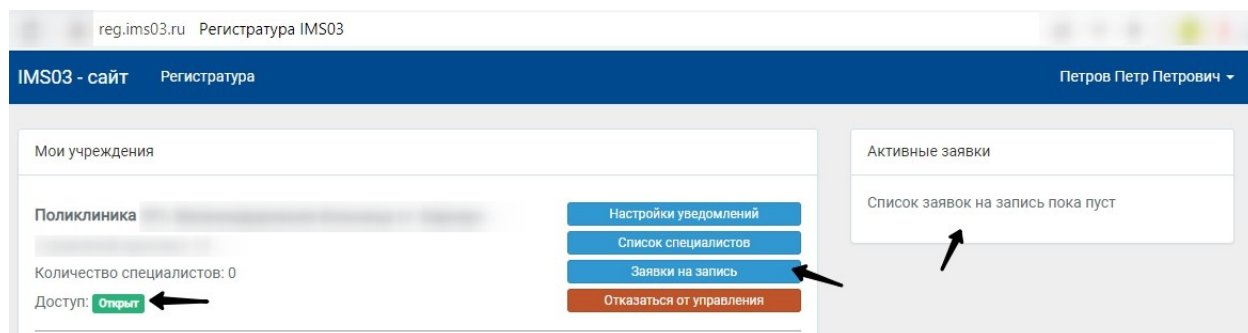 reg.ims03.ru Регистратура IMS03
IMS03 - сайт Регистратура Петров Петр Петрович
Мои учреждения
Поликлиника
Количество специалистов: 0
Доступ: Открыт
Настройки уведомлений
Список специалистов
Заявки на запись
Отказаться от управления
Активные заявки
Список заявок на запись пока пуст